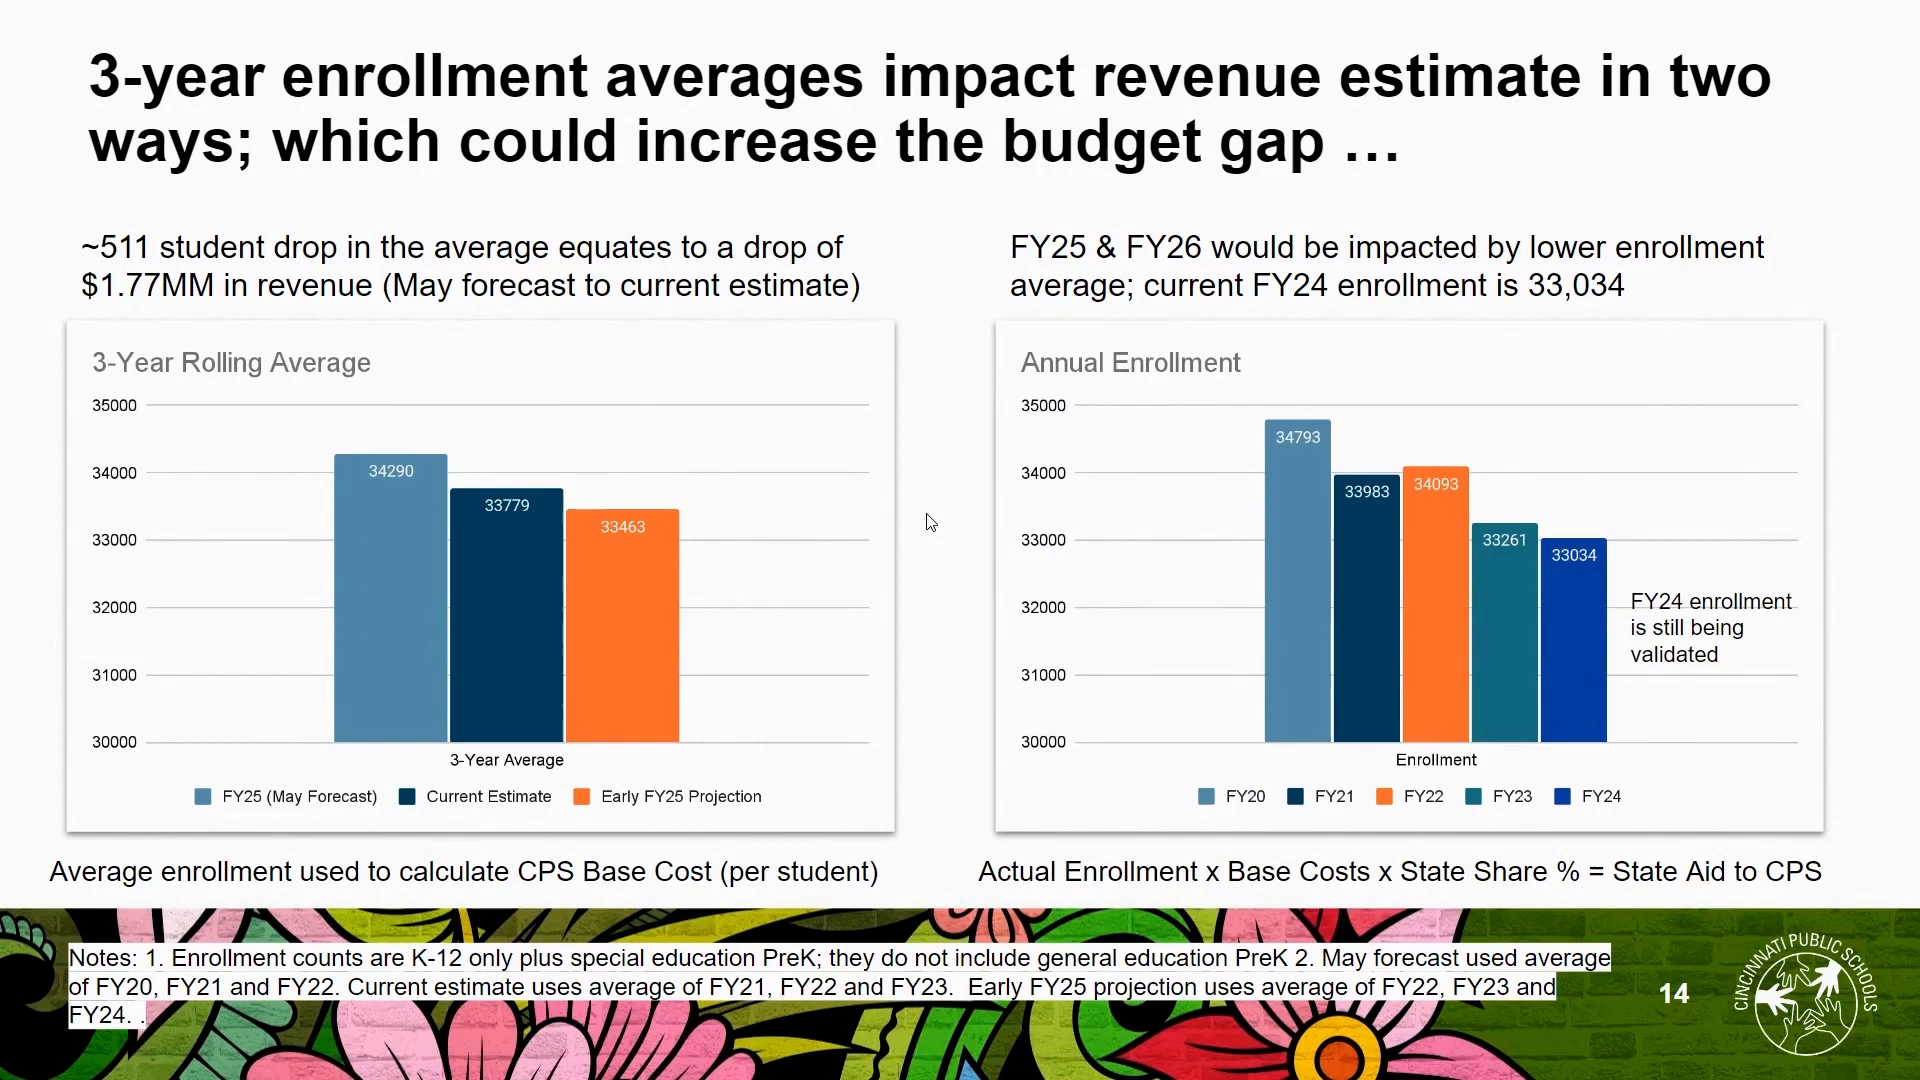 3-year enrollment averages impact revenue estimate in two
ways; which could increase the budget gap …
~511 student drop in the average equates to a drop of
$1.77MM in revenue (May forecast to current estimate)
3-Year Rolling Average
35000
34000
33000
32000
31000
30000
34290
33779
33463
3-Year Average
FY25 (May Forecast)
Current Estimate
Early FY25 Projection
Average enrollment used to calculate CPS Base Cost (per student)
FY25 & FY26 would be impacted by lower enrollment
average; current FY24 enrollment is 33,034
Annual Enrollment
35000
34000
33000
32000
31000
30000
34793
33983
34093
33261
33034
FY24 enrollment
is still being
validated
Enrollment
FY20
FY21
FY22
FY23
FY24
Actual Enrollment x Base Costs x State Share % = State Aid to CPS
Notes: 1. Enrollment counts are K-12 only plus special education PreK; they do not include general education PreK 2. May forecast used average
of FY20, FY21 and FY22. Current estimate uses average of FY21, FY22 and FY23.  Early FY25 projection uses average of FY22, FY23 and
FY24. .
14
CINCINNATI PUBLIC SCHOOLS